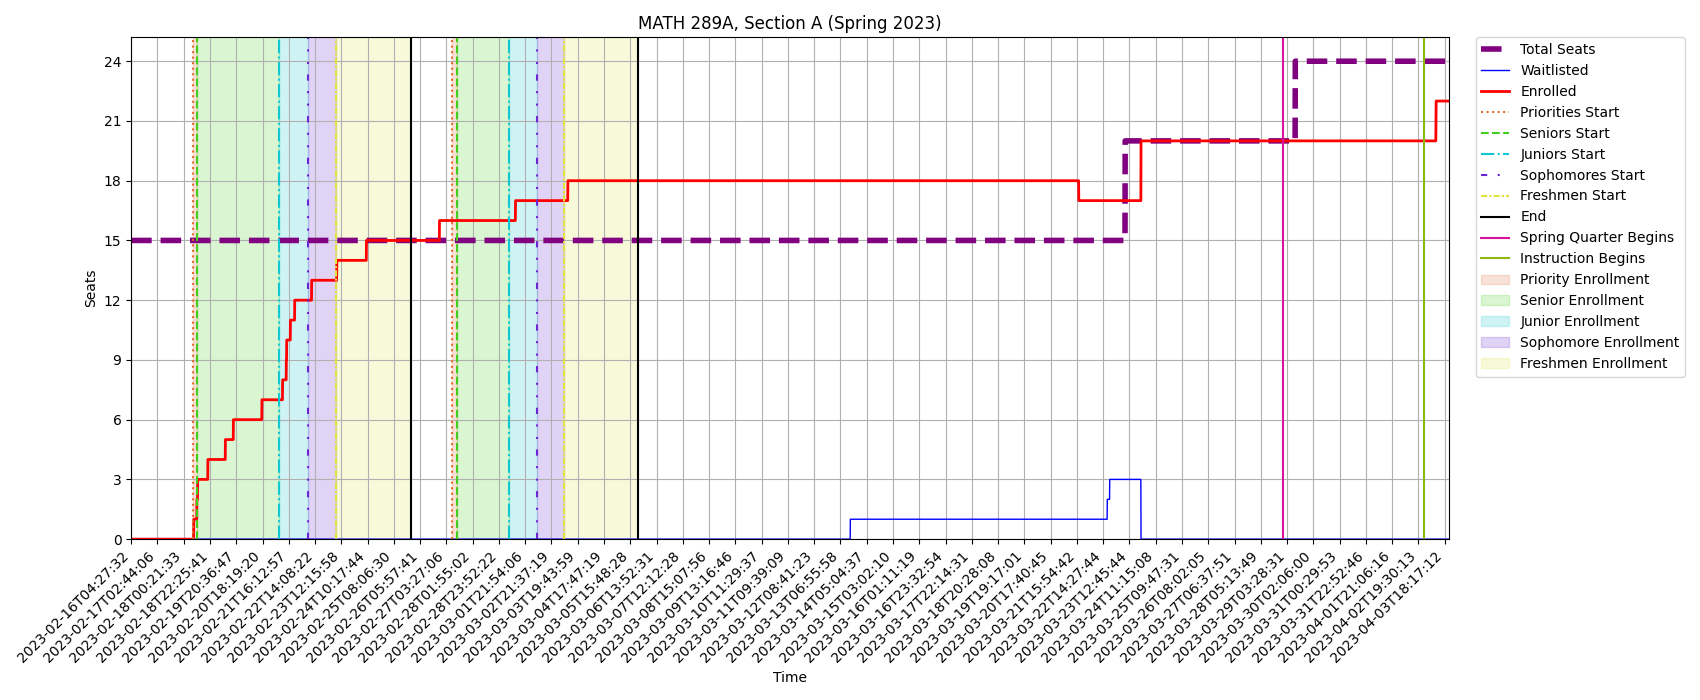 MATH 289A, Section A (Spring 2023)
Seats
24
21
18
15
12
9
6
3
0
2023-02-16T04:27:32
2023-02-17T02:44:06
2023-02-18T00:21:33
2023-02-18T22:25:41
2023-02-19T20:36:47
2023-02-20T18:19:20
2023-02-21T16:12:57
2023-02-22T14:08:22
2023-02-23T12:15:58
2023-02-24T10:17:44
2023-02-25T08:06:30
2023-02-26T05:57:41
2023-02-27T03:27:06
2023-02-28T01:55:02
2023-02-28T23:52:22
2023-03-01T21:54:06
2023-03-02T21:37:19
2023-03-03T19:43:59
2023-03-04T17:47:19
2023-03-05T15:48:28
2023-03-06T13:52:31
2023-03-07T12:12:28
2023-03-08T15:07:56
2023-03-09T13:16:46
2023-03-10T11:29:37
2023-03-11T09:39:09
2023-03-12T08:41:23
2023-03-13T06:55:58
2023-03-14T05:04:37
2023-03-15T03:02:10
2023-03-16T01:11:19
2023-03-16T23:32:54
2023-03-17T22:14:31
2023-03-18T20:28:08
2023-03-19T19:17:01
2023-03-20T17:40:45
2023-03-21T15:54:42
2023-03-22T14:27:44
2023-03-23T12:45:44
2023-03-24T11:15:08
2023-03-25T09:47:31
2023-03-26T08:02:05
2023-03-27T06:37:51
2023-03-28T05:13:49
2023-03-29T03:28:31
2023-03-30T02:06:00
2023-03-31T00:29:53
2023-03-31T22:52:46
2023-04-01T21:06:16
2023-04-02T19:30:13
2023-04-03T18:17:12
Time
Total Seats
Waitlisted
Enrolled
Priorities Start
Seniors Start
Juniors Start
Sophomores Start
Freshmen Start
End
Spring Quarter Begins
Instruction Begins
Priority Enrollment
Senior Enrollment
Junior Enrollment
Sophomore Enrollment
Freshmen Enrollment